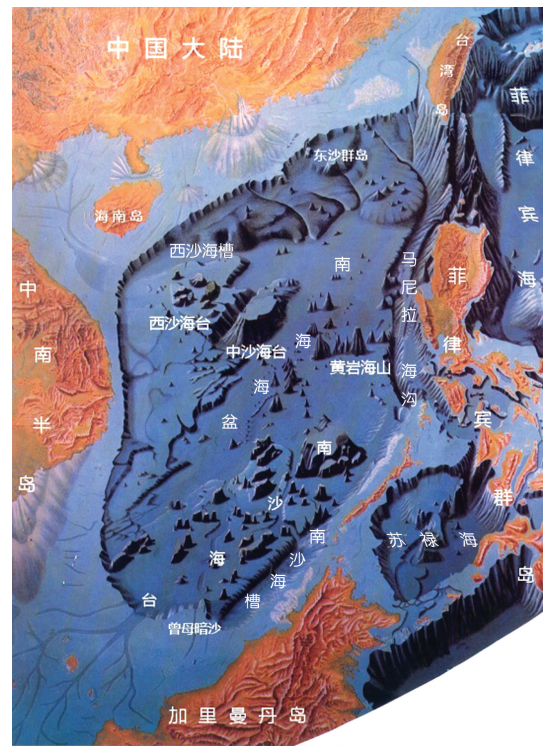 中国大陆
台湾岛
菲律宾海
东沙群岛
海南岛
西沙海槽
南海海盆
马尼拉海沟
中南半岛
菲律宾群岛
西沙海台
中沙海台
黄岩海山
南沙海台
南沙海槽
苏禄海
曾母暗沙
加里曼丹岛